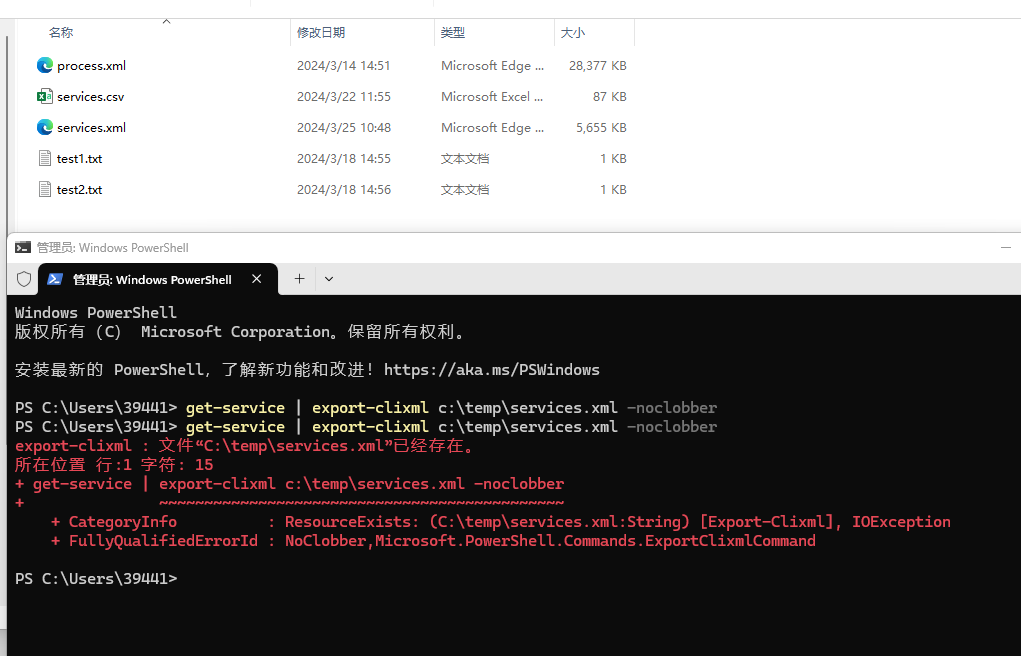 名称 修改日期 类型 大小
process.xml 2024/3/14 14:51 Microsoft Edge ... 28,377 KB
services.csv 2024/3/22 11:55 Microsoft Excel ... 87 KB
services.xml 2024/3/25 10:48 Microsoft Edge ... 5,655 KB
test1.txt 2024/3/18 14:55 文本文档 1 KB
test2.txt 2024/3/18 14:56 文本文档 1 KB
管理员: Windows PowerShell
管理员: Windows PowerShell
Windows PowerShell
版权所有 (C) Microsoft Corporation。保留所有权利。
安装最新的 PowerShell，了解新功能和改进！https://aka.ms/PSWindows
PS C:\Users\39441> get-service | export-clixml c:\temp\services.xml -noclobber
PS C:\Users\39441> get-service | export-clixml c:\temp\services.xml -noclobber
export-clixml : 文件“C:\temp\services.xml”已经存在。
所在位置 行:1 字符: 15
+ get-service | export-clixml c:\temp\services.xml -noclobber
+               ~~~~~~~~~~~~~~~~~~~~~~~~~~~~~~~~~~~~~~~~~~~~~
+ CategoryInfo          : ResourceExists: (C:\temp\services.xml:String) [Export-Clixml], IOException
+ FullyQualifiedErrorId : NoClobber,Microsoft.PowerShell.Commands.ExportClixmlCommand
PS C:\Users\39441>